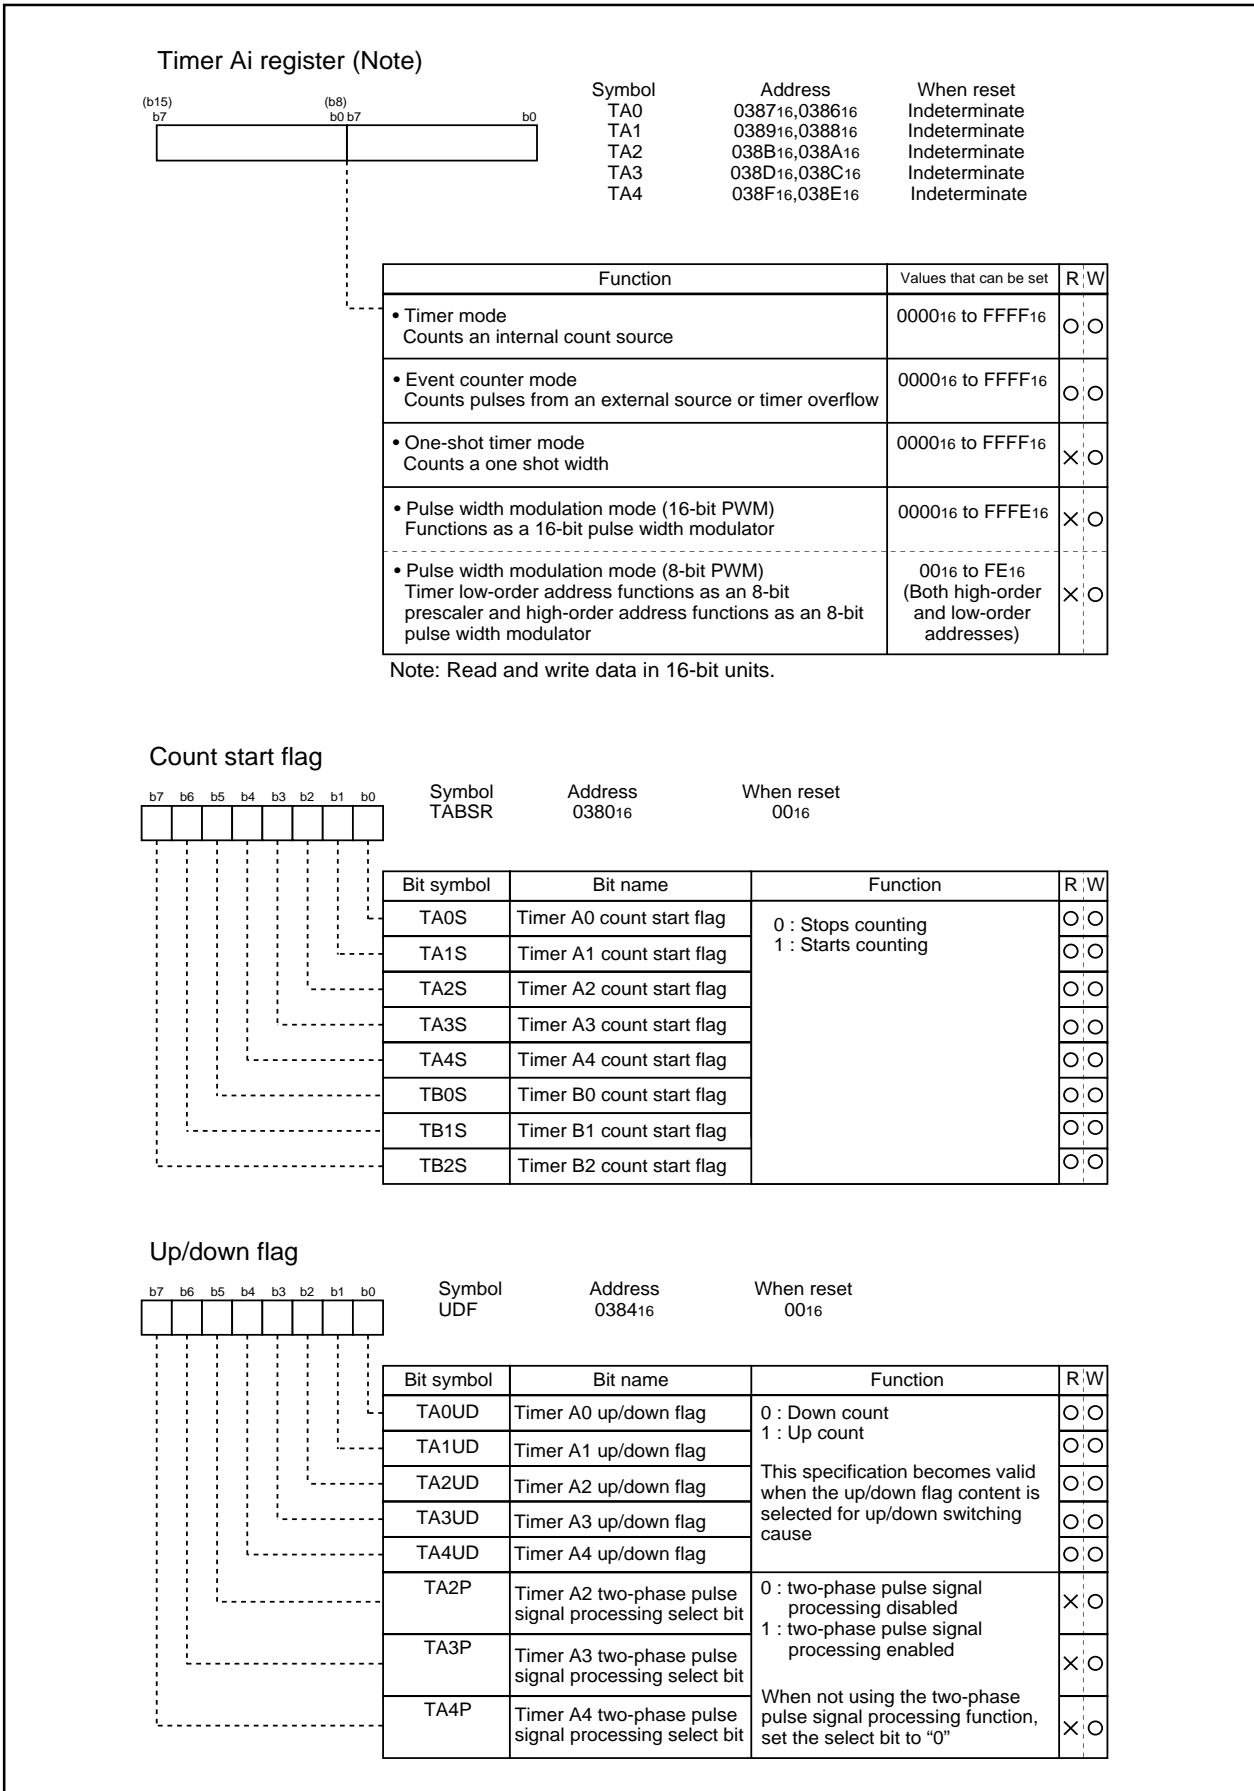 Timer Ai register (Note)
(b15) (b8)
b7 b0 b7 b0
Symbol Address When reset
TA0 038716,038616 Indeterminate
TA1 038916,038816 Indeterminate
TA2 038B16,038A16 Indeterminate
TA3 038D16,038C16 Indeterminate
TA4 038F16,038E16 Indeterminate
Function Values that can be set R W
• Timer mode 000016 to FFFF16
Counts an internal count source
• Event counter mode 000016 to FFFF16
Counts pulses from an external source or timer overflow
• One-shot timer mode 000016 to FFFF16
Counts a one shot width
• Pulse width modulation mode (16-bit PWM) 000016 to FFFE16
Functions as a 16-bit pulse width modulator
• Pulse width modulation mode (8-bit PWM) 0016 to FE16
Timer low-order address functions as an 8-bit (Both high-order
prescaler and high-order address functions as an 8-bit and low-order
pulse width modulator addresses)
Note: Read and write data in 16-bit units.
Count start flag
b7 b6 b5 b4 b3 b2 b1 b0
Symbol Address When reset
TABSR 038016 0016
Bit symbol Bit name Function R W
TA0S Timer A0 count start flag 0 : Stops counting
TA1S Timer A1 count start flag 1 : Starts counting
TA2S Timer A2 count start flag
TA3S Timer A3 count start flag
TA4S Timer A4 count start flag
TB0S Timer B0 count start flag
TB1S Timer B1 count start flag
TB2S Timer B2 count start flag
Up/down flag
b7 b6 b5 b4 b3 b2 b1 b0
Symbol Address When reset
UDF 038416 0016
Bit symbol Bit name Function R W
TA0UD Timer A0 up/down flag 0 : Down count
1 : Up count
TA1UD Timer A1 up/down flag
This specification becomes valid
TA2UD Timer A2 up/down flag when the up/down flag content is
selected for up/down switching
TA3UD Timer A3 up/down flag cause
TA4UD Timer A4 up/down flag
TA2P Timer A2 two-phase pulse 0 : two-phase pulse signal
signal processing select bit processing disabled
1 : two-phase pulse signal
TA3P Timer A3 two-phase pulse processing enabled
signal processing select bit
When not using the two-phase
TA4P Timer A4 two-phase pulse pulse signal processing function,
signal processing select bit set the select bit to “0”